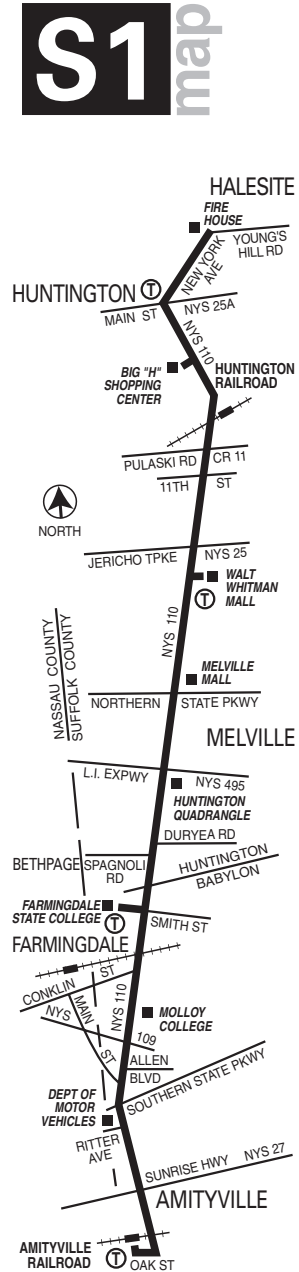 S1 map
HALESITE
FIRE
HOUSE
YOUNG'S
HILL RD
NEW YORK
AVE
HUNTINGTON T
MAIN ST NYS 25A
NYS 110
BIG "H"
SHOPPING
CENTER
HUNTINGTON
RAILROAD
PULASKI RD CR 11
11TH ST
NORTH
JERICHO TPKE NYS 25
WALT
WHITMAN
MALL
T
NYS 110
NASSAU COUNTY
SUFFOLK COUNTY
MELVILLE
MALL
NORTHERN STATE PKWY
MELVILLE
L.I. EXPWY NYS 495
HUNTINGTON
QUADRANGLE
DURYEA RD
BETHPAGE SPAGNOLI
RD
HUNTINGTON
BABYLON
FARMINGDALE
STATE COLLEGE
T
SMITH ST
FARMINGDALE
CONKLIN ST
NYS 110
MAIN ST
NYS 109
MOLLOY
COLLEGE
ALLEN
BLVD
SOUTHERN STATE PKWY
DEPT OF
MOTOR
VEHICLES
RITTER
AVE
SUNRISE HWY NYS 27
AMITYVILLE
AMITYVILLE
RAILROAD
T
OAK ST